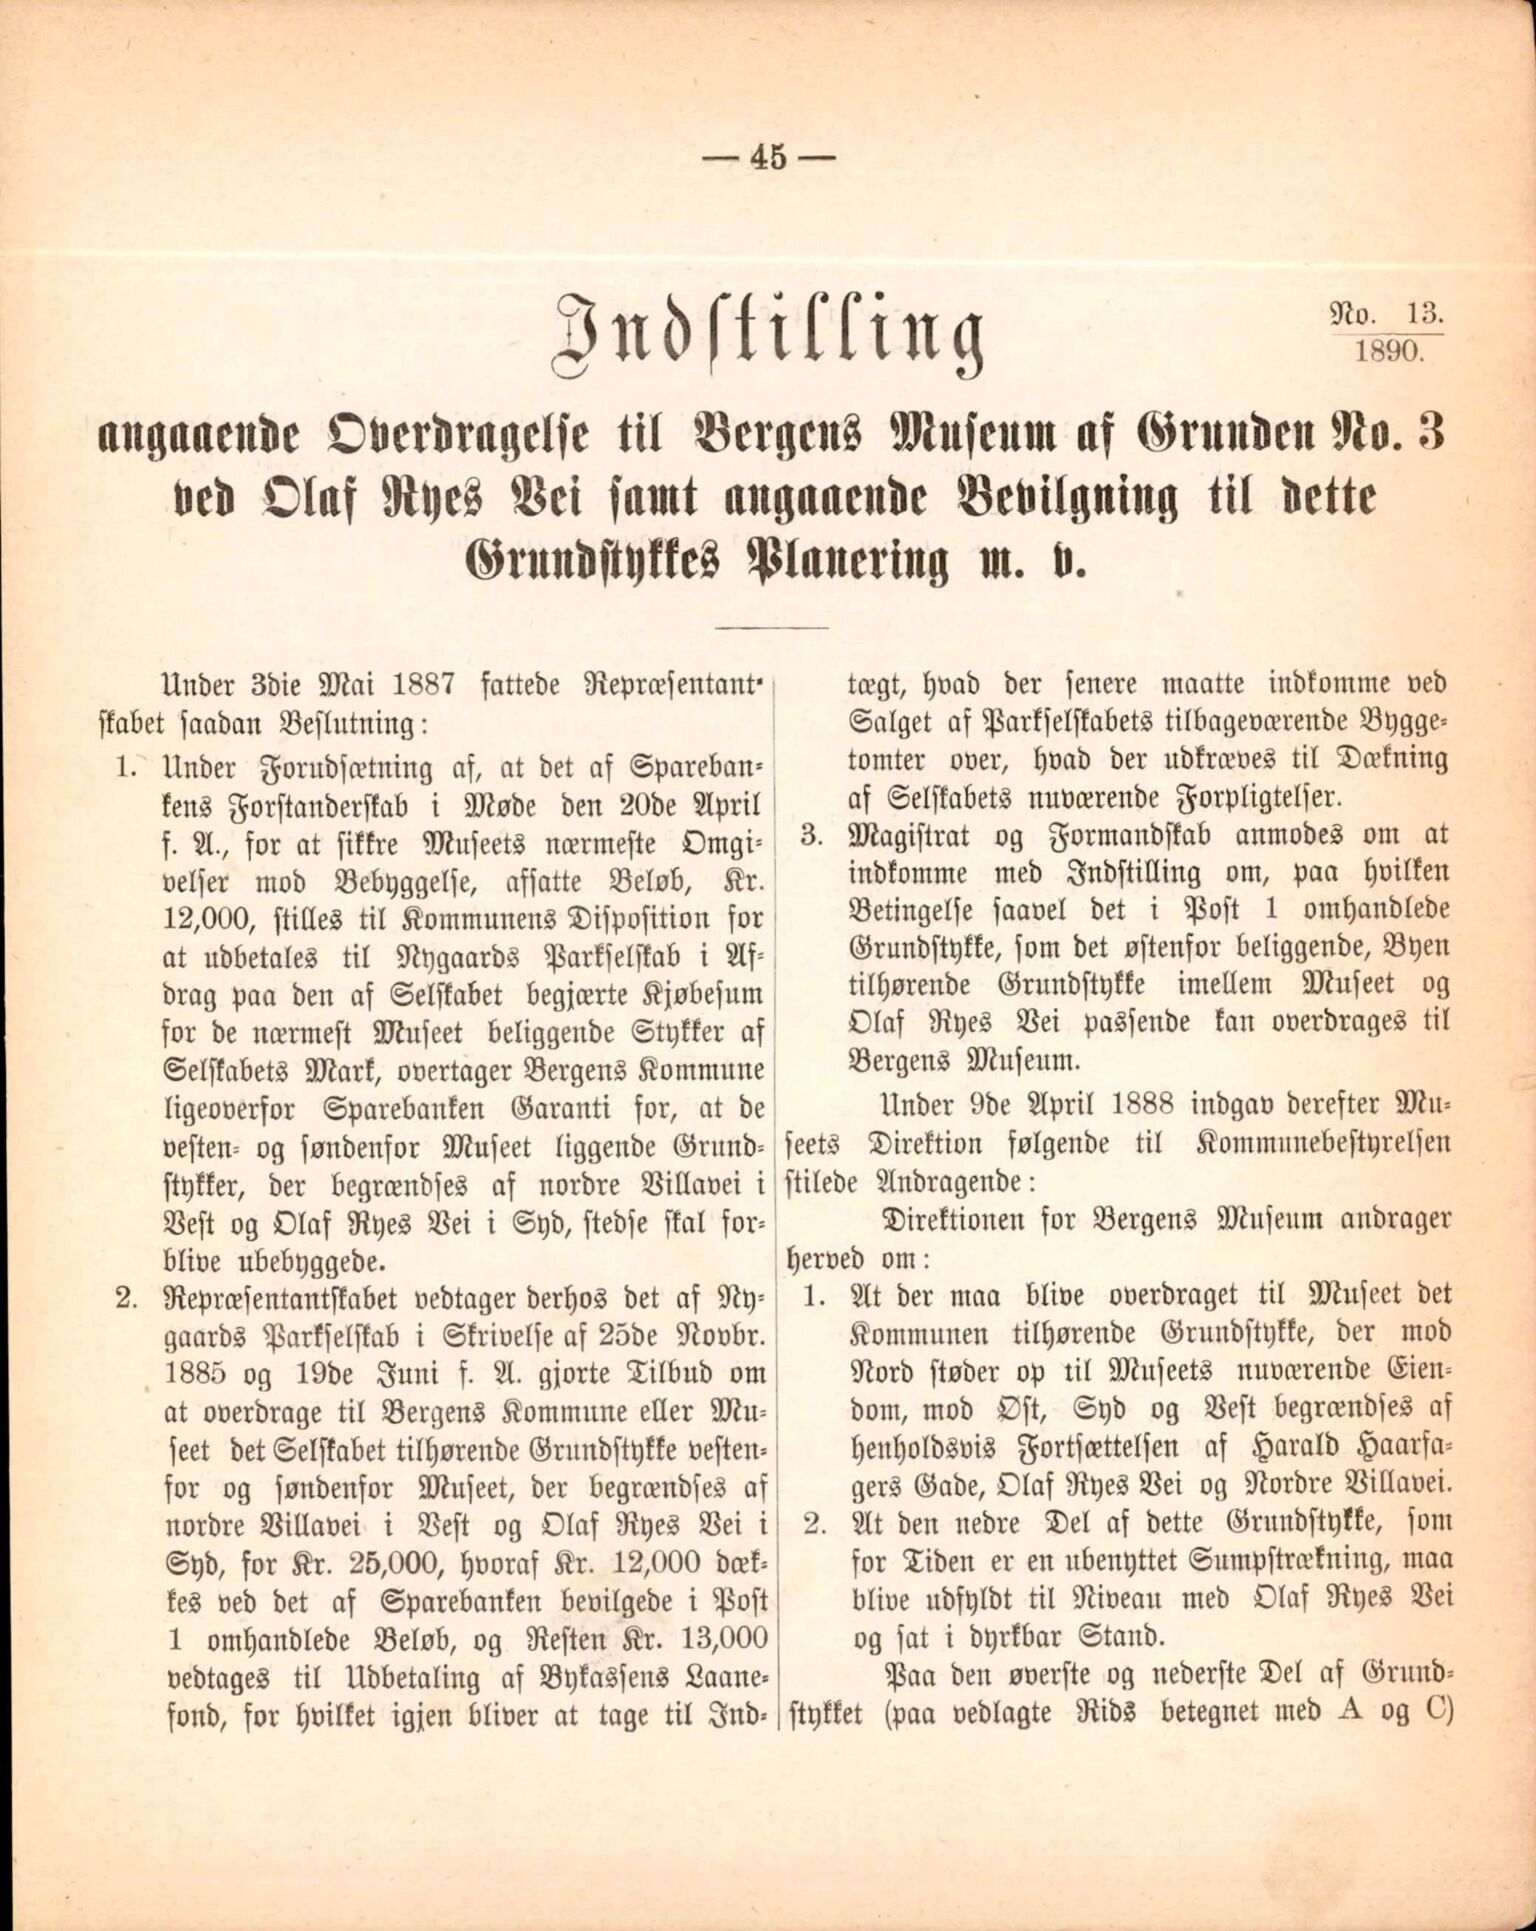 — 45 —
Indstilling
No. 13.
1890.
angaaende Overdragelse til Bergens Museum af Grunden No. 3
ved Olaf Ryes Vei samt angaaende Bevilgning til dette
Grundstykkes Planering m. v.
Under 3die Mai 1887 fattede Repræsentant-
skabet saadan Beslutning:
1. Under Forudsætning af, at det af Spareban-
kens Forstanderskab i Møde den 20de April
f. A., for at sikkre Museets nærmeste Omgi-
velser mod Bebyggelse, afsatte Beløb, Kr.
12,000, stilles til Kommunens Disposition for
at udbetales til Nygaards Parkselskab i Af-
drag paa den af Selskabet begjærte Kjøbesum
for de nærmest Museet beliggende Stykker af
Selskabets Mark, overtager Bergens Kommune
ligeoverfor Sparebanken Garanti for, at de
vesten- og søndenfor Museet liggende Grund-
stykker, der begrændses af nordre Villavei i
Vest og Olaf Ryes Vei i Syd, stedse skal for-
blive ubebyggede.
2. Repræsentantskabet vedtager derhos det af Ny-
gaards Parkselskab i Skrivelse af 25de Novbr.
1885 og 19de Juni f. A. gjorte Tilbud om
at overdrage til Bergens Kommune eller Mu-
seet det Selskabet tilhørende Grundstykke vesten-
for og søndenfor Museet, der begrændses af
nordre Villavei i Vest og Olaf Ryes Vei i
Syd, for Kr. 25,000, hvoraf Kr. 12,000 dæk-
kes ved det af Sparebanken bevilgede i Post
1 omhandlede Beløb, og Resten Kr. 13,000
vedtages til Udbetaling af Bykassens Laane-
fond, for hvilket igjen bliver at tage til Ind-
tægt, hvad der senere maatte indkomme ved
Salget af Parkselskabets tilbageværende Bygge-
tomter over, hvad der udkræves til Dækning
af Selskabets nuværende Forpligtelser.
3. Magistrat og Formandskab anmodes om at
indkomme med Indstilling om, paa hvilken
Betingelse saavel det i Post 1 omhandlede
Grundstykke, som det østenfor beliggende, Byen
tilhørende Grundstykke imellem Museet og
Olaf Ryes Vei passende kan overdrages til
Bergens Museum.
Under 9de April 1888 indgav derefter Mu-
seets Direktion følgende til Kommunebestyrelsen
stilede Andragende:
Direktionen for Bergens Museum andrager
herved om:
1. At der maa blive overdraget til Museet det
Kommunen tilhørende Grundstykke, der mod
Nord støder op til Museets nuværende Eien-
dom, mod Øst, Syd og Vest begrændses af
henholdsvis Fortsættelsen af Harald Haarfa-
gers Gade, Olaf Ryes Vei og Nordre Villavei.
2. At den nedre Del af dette Grundstykke, som
for Tiden er en ubenyttet Sumpstrækning, maa
blive udfyldt til Niveau med Olaf Ryes Vei
og sat i dyrkbar Stand.
Paa den øverste og nederste Del af Grund-
stykket (paa vedlagte Rids betegnet med A og C)